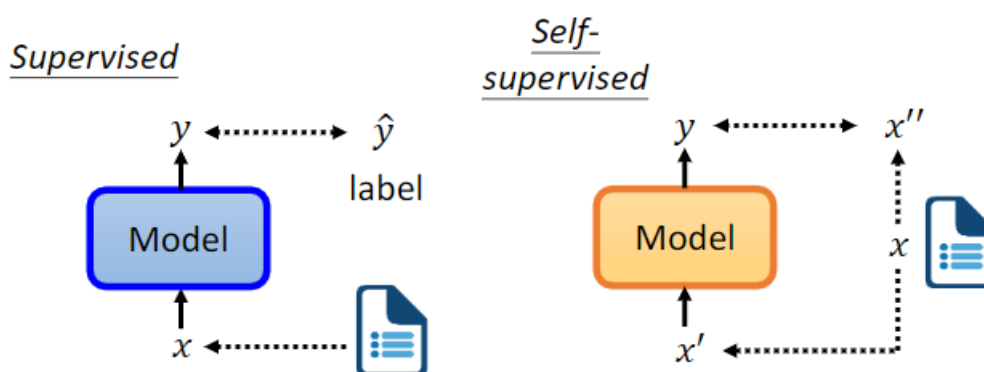 Supervised
y
ŷ
label
Model
x
Self-
supervised
y
x′′
Model
x
x′